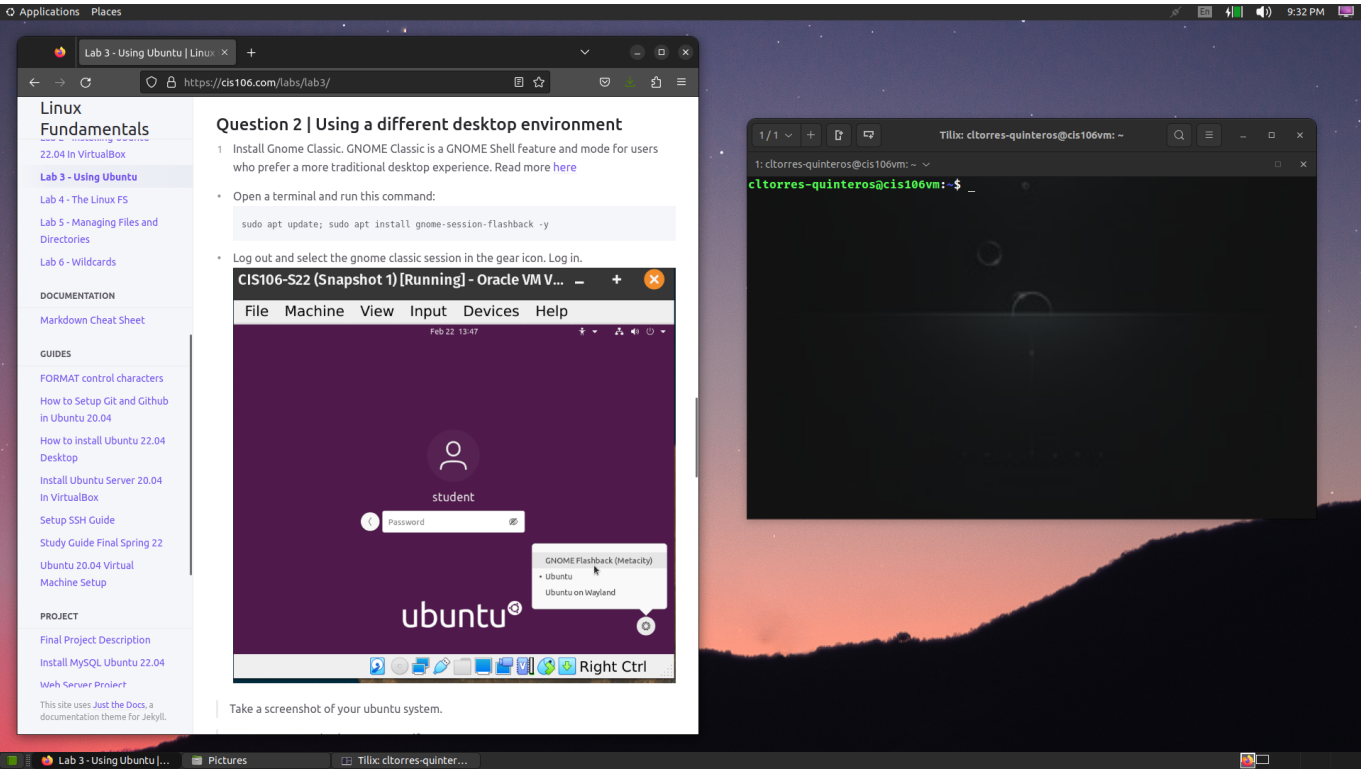 Applications Places
En
9:32 PM
Lab 3 - Using Ubuntu | Linux
https://cis106.com/labs/lab3/
Linux
Fundamentals
22.04 In VirtualBox
Lab 3 - Using Ubuntu
Lab 4 - The Linux FS
Lab 5 - Managing Files and
Directories
Lab 6 - Wildcards
DOCUMENTATION
Markdown Cheat Sheet
GUIDES
FORMAT control characters
How to Setup Git and Github
in Ubuntu 20.04
How to install Ubuntu 22.04
Desktop
Install Ubuntu Server 20.04
In VirtualBox
Setup SSH Guide
Study Guide Final Spring 22
Ubuntu 20.04 Virtual
Machine Setup
PROJECT
Final Project Description
Install MySQL Ubuntu 22.04
Web Server Project
This site uses Just the Docs, a
documentation theme for Jekyll.
Question 2 | Using a different desktop environment
1 Install Gnome Classic. GNOME Classic is a GNOME Shell feature and mode for users
who prefer a more traditional desktop experience. Read more here
• Open a terminal and run this command:
sudo apt update; sudo apt install gnome-session-flashback -y
• Log out and select the gnome classic session in the gear icon. Log in.
CIS106-S22 (Snapshot 1) [Running] - Oracle VM V...
File Machine View Input Devices Help
Feb 22 13:47
student
Password
GNOME Flashback (Metacity)
• Ubuntu
Ubuntu on Wayland
ubuntu
Right Ctrl
Take a screenshot of your ubuntu system.
1 / 1
Tilix: cltorres-quinteros@cis106vm: ~
1: cltorres-quinteros@cis106vm: ~
cltorres-quinteros@cis106vm:~$ _
Lab 3 - Using Ubuntu |...
Pictures
Tilix: cltorres-quinter...